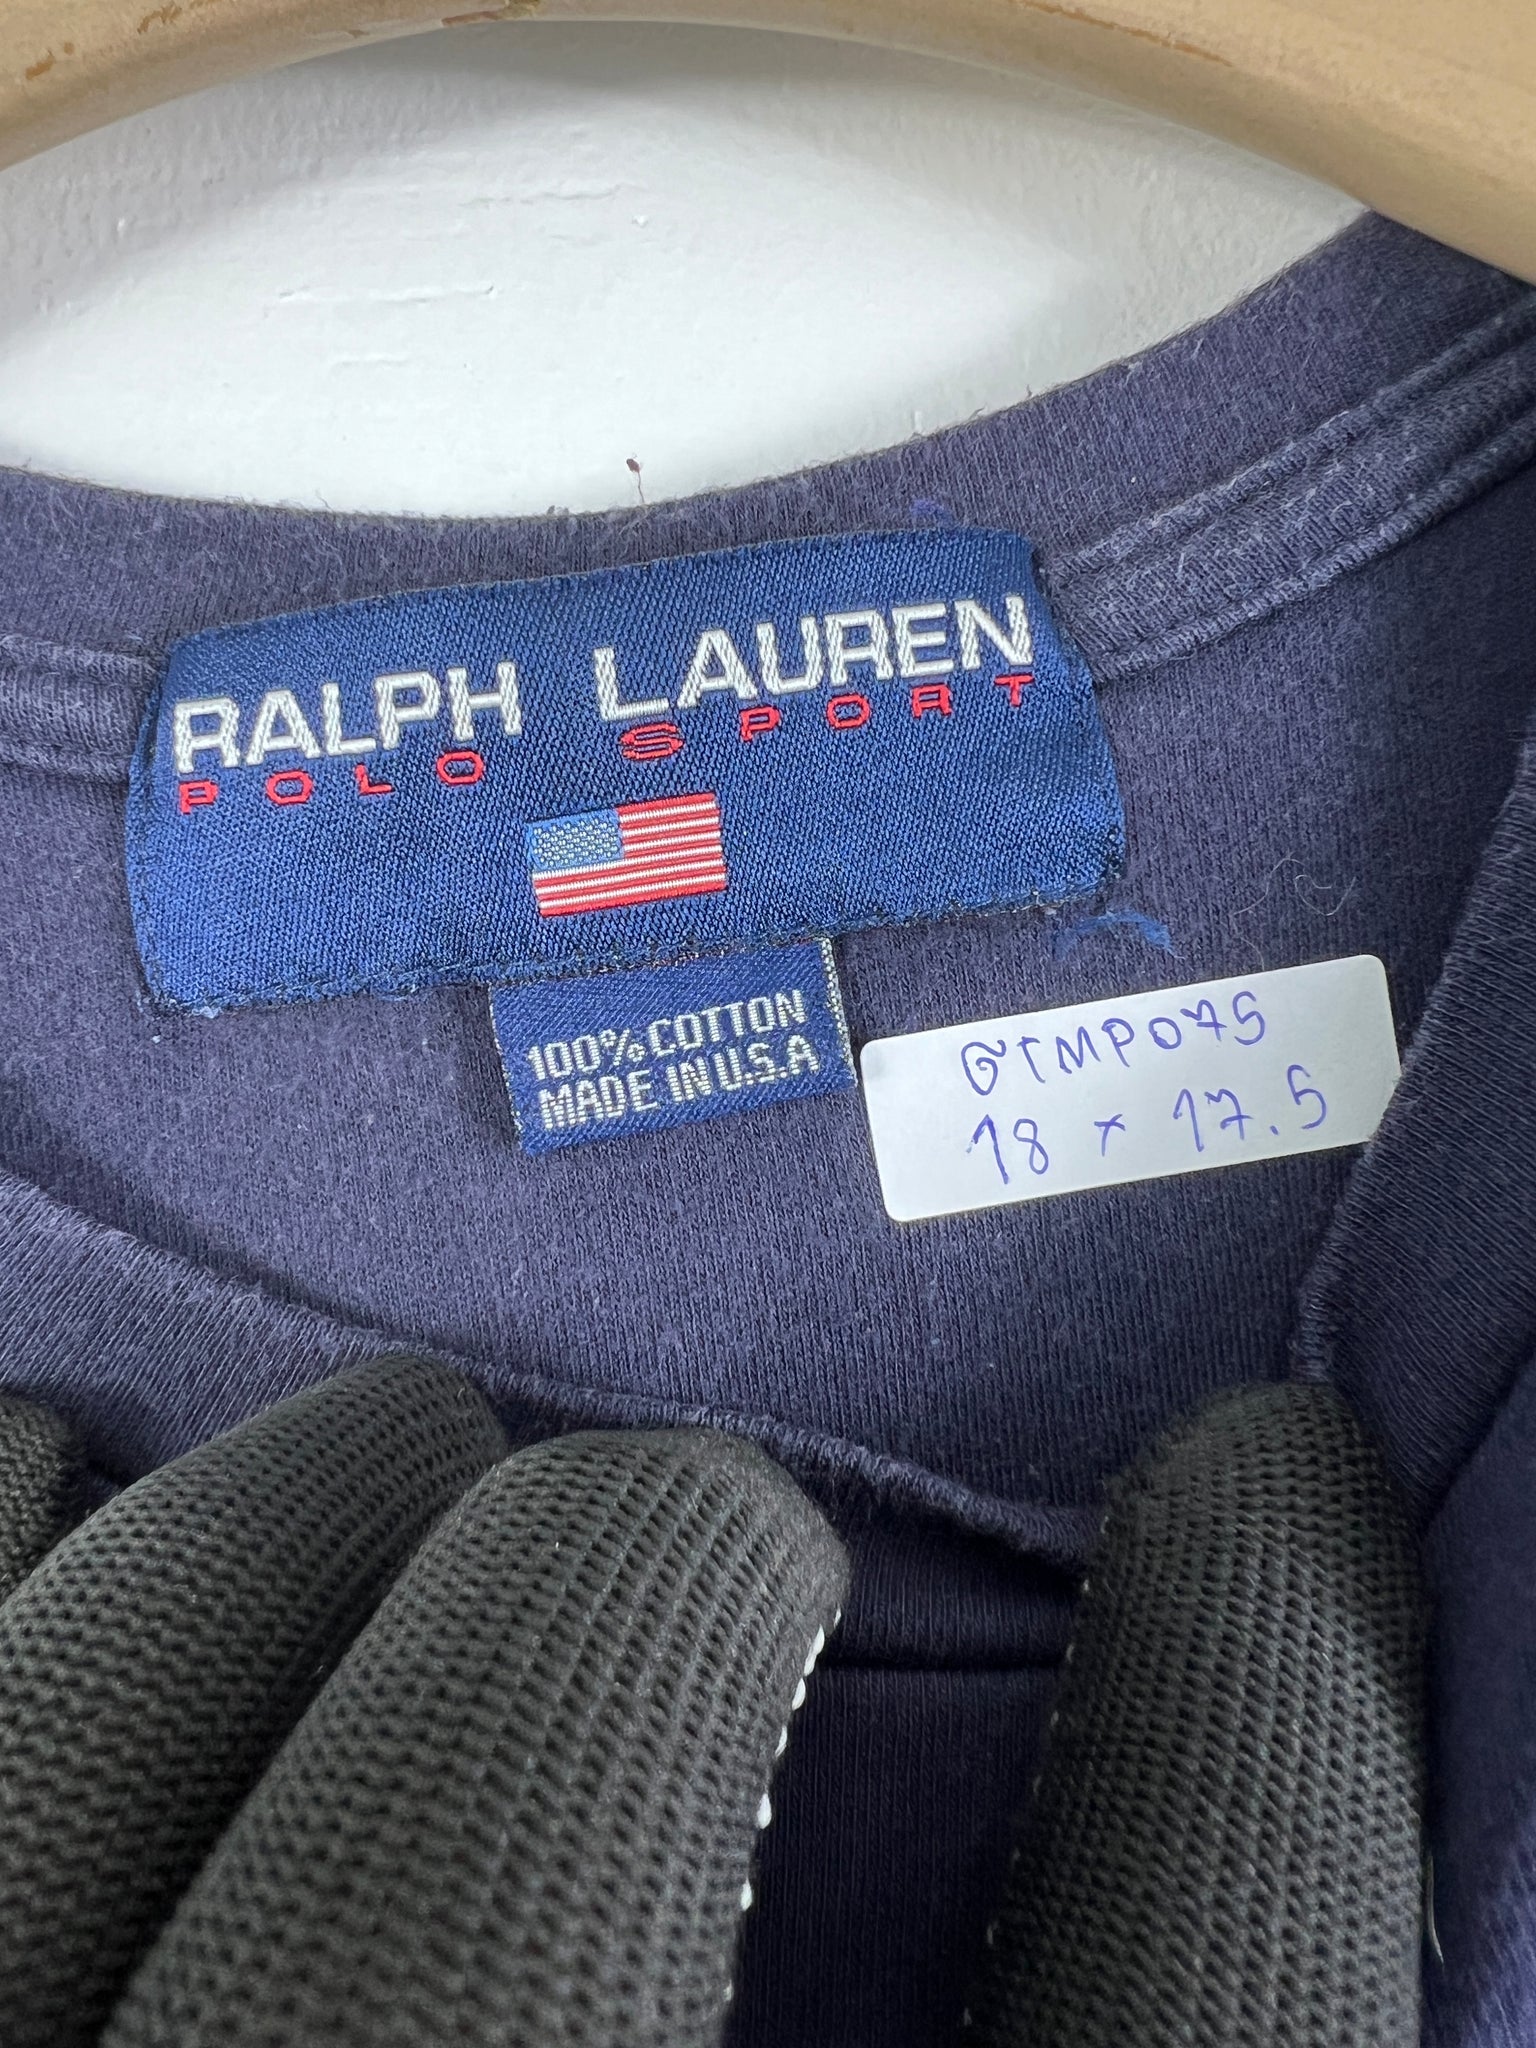 RALPH LAUREN
POLO SPORT
100% COTTON
MADE IN U.S.A
GTMP075
18 x 17.5